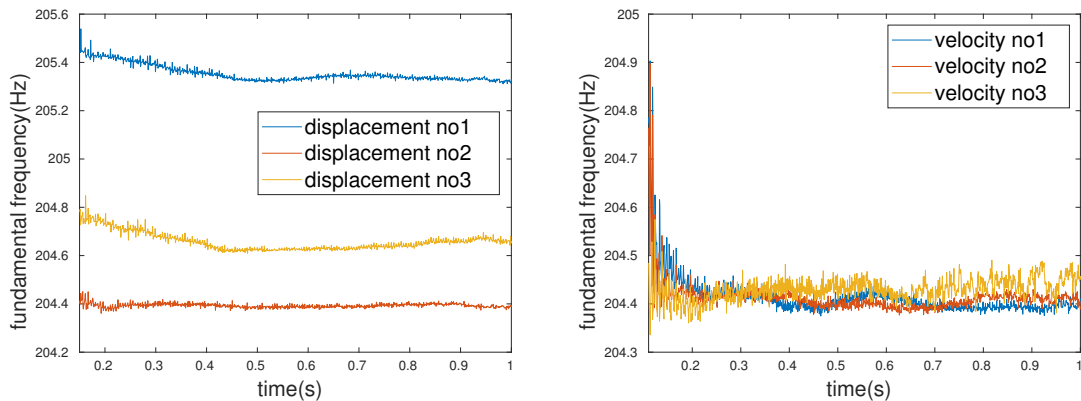 205.6
205.4
205.2
205
204.8
204.6
204.4
204.2
fundamental frequency(Hz)
displacement no1
displacement no2
displacement no3
0.2 0.3 0.4 0.5 0.6 0.7 0.8 0.9 1
time(s)
205
204.9
204.8
204.7
204.6
204.5
204.4
204.3
fundamental frequency(Hz)
velocity no1
velocity no2
velocity no3
0.2 0.3 0.4 0.5 0.6 0.7 0.8 0.9 1
time(s)